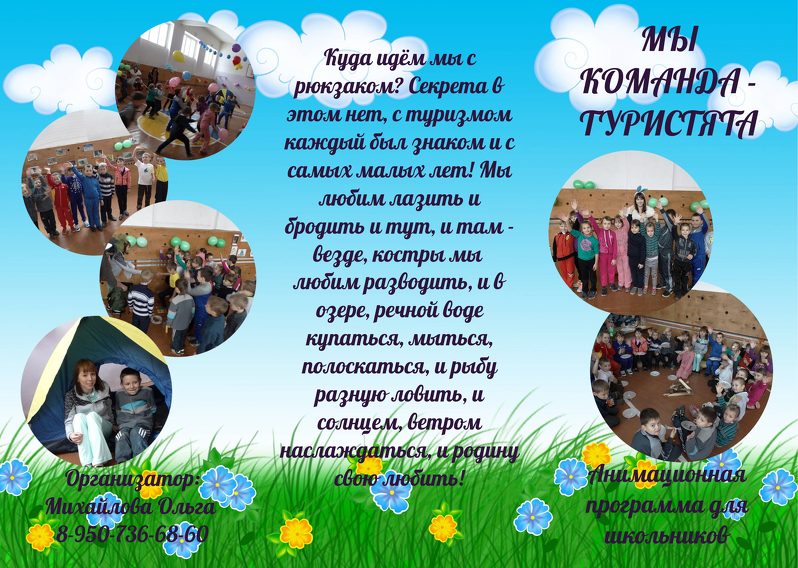 Организатор:
Михайлова Ольга
8-950-736-68-60
Куда идём мы с
рюкзаком? Секрета в
этом нет, с туризмом
каждый был знаком и с
самых малых лет! Мы
любим лазить и
бродить и тут, и там -
везде, костры мы
любим разводить, и в
озере, речной воде
купаться, мыться,
полоскаться, и рыбу
разную ловить, и
солнцем, ветром
наслаждаться, и родину
свою любить!
МЫ
КОМАНДА -
ТУРИСТЯТА
Анимационная
программа для
школьников